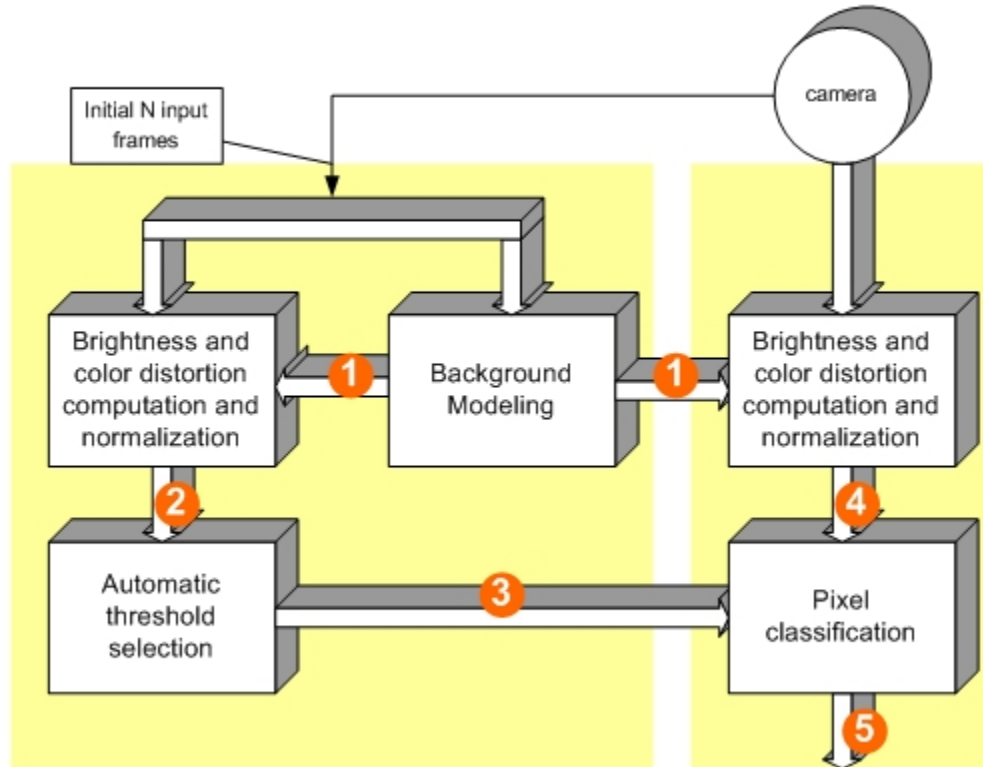 camera
Initial N input
frames
Brightness and
color distortion
computation and
normalization
1
Background
Modeling
1
Brightness and
color distortion
computation and
normalization
2
4
Automatic
threshold
selection
3
Pixel
classification
5